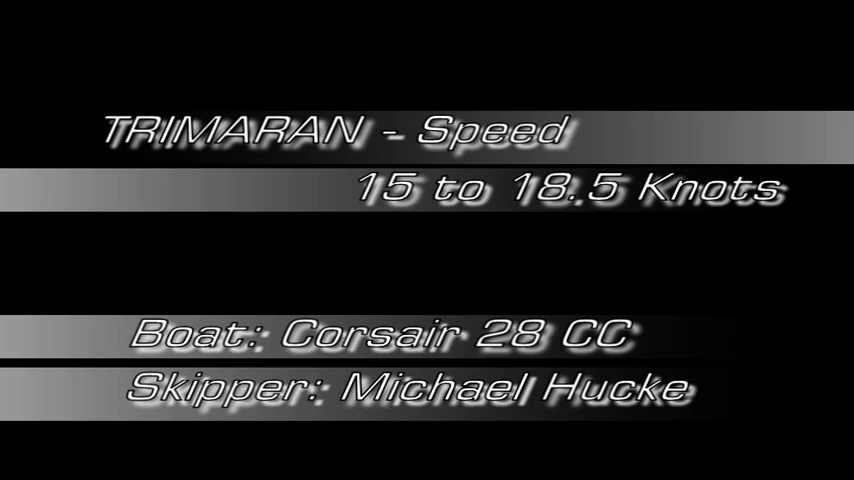 TRIMARAN - Speed
15 to 18.5 Knots
Boat: Corsair 28 CC
Skipper: Michael Hucke